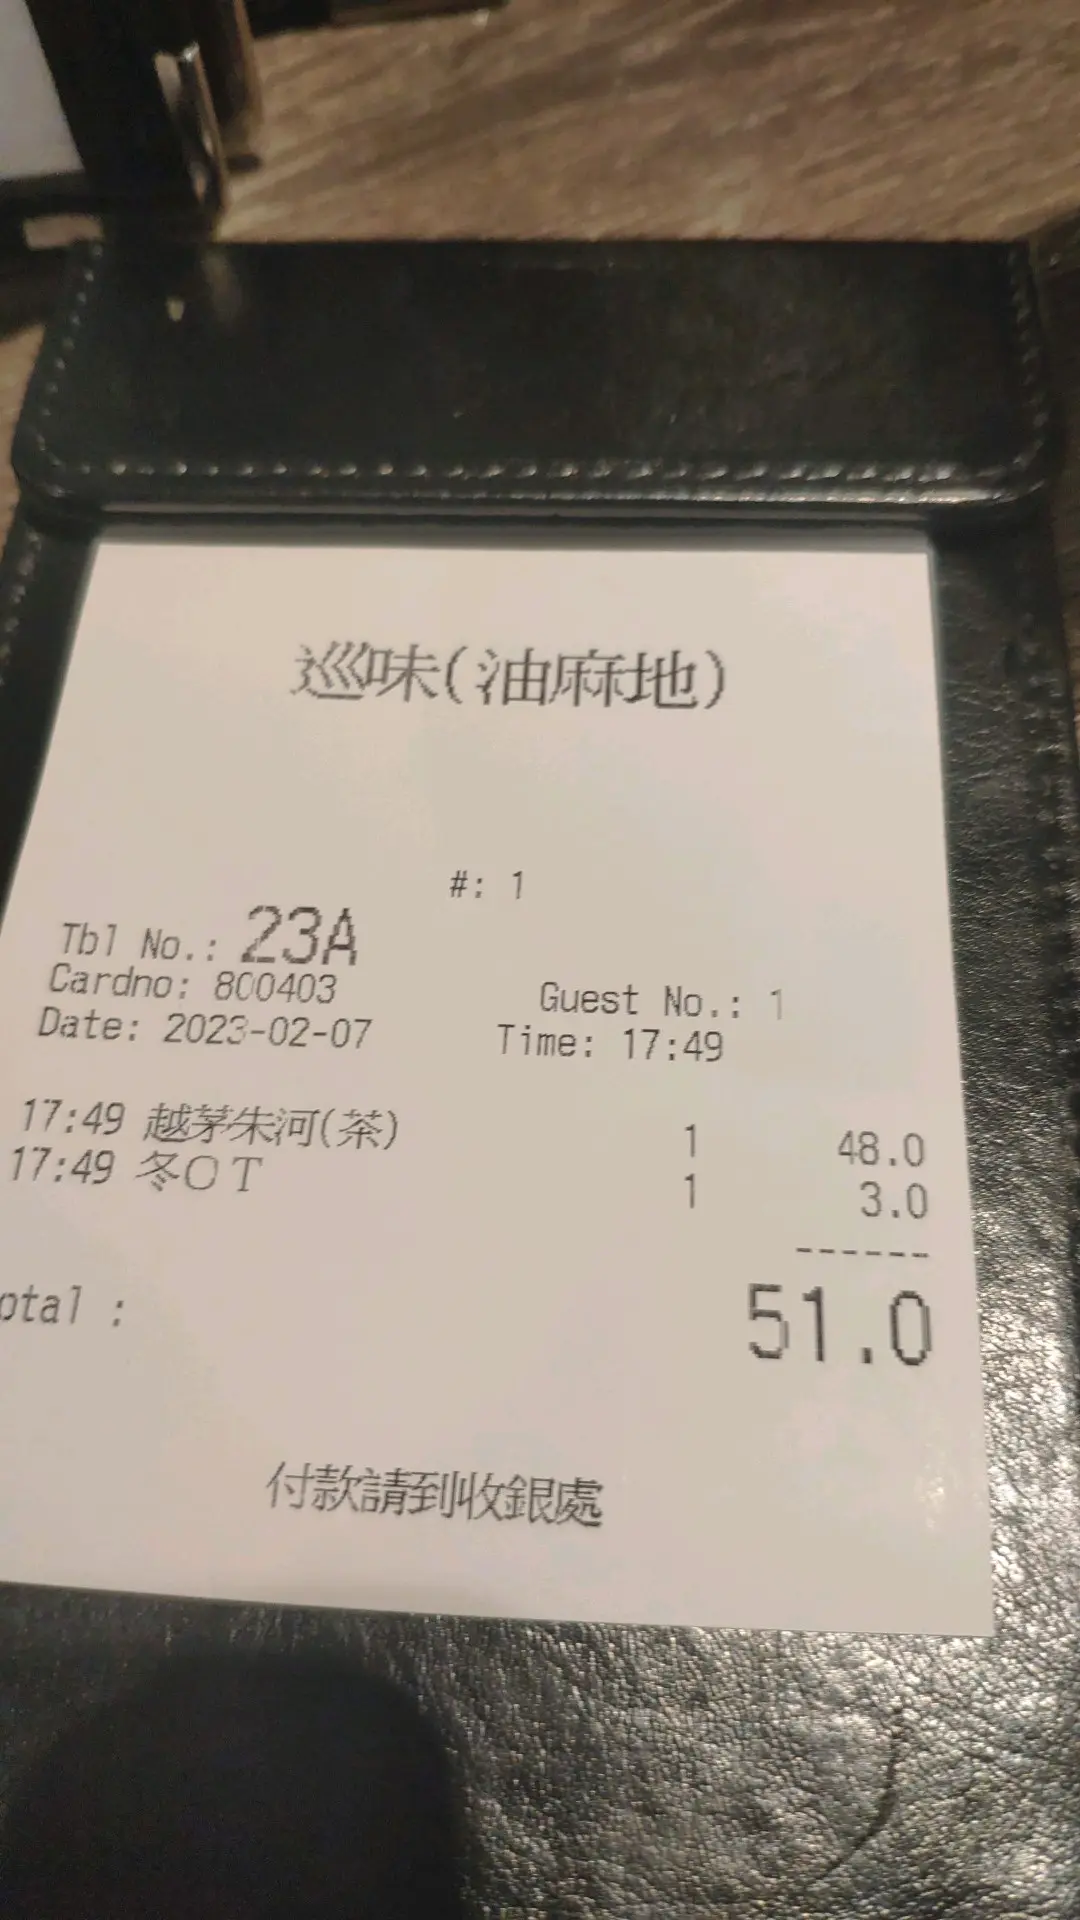 巡味(油麻地)
#: 1
Tbl No.: 23A
Cardno: 800403 Guest No.: 1
Date: 2023-02-07 Time: 17:49
17:49 越茅朱河(茶) 1 48.0
17:49 冬OT 1 3.0
------
otal : 51.0
付款請到收銀處